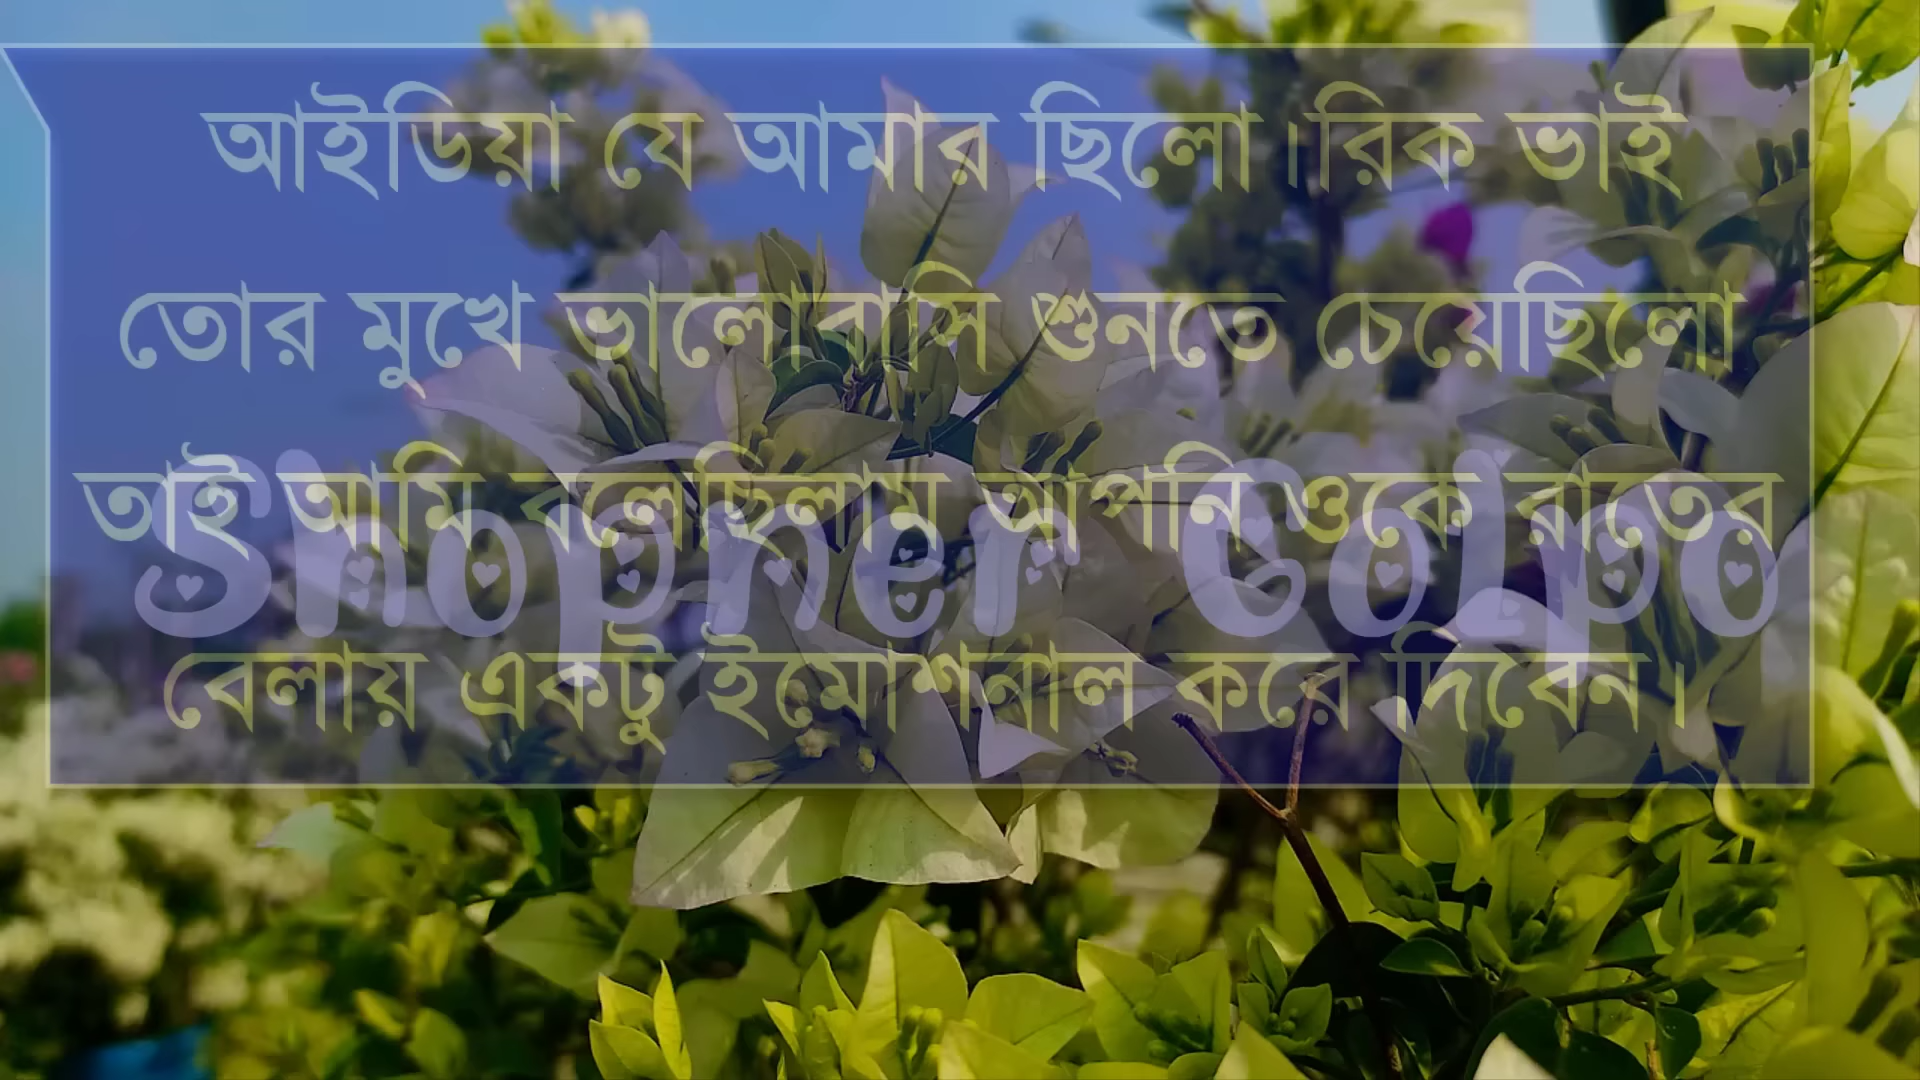 আইডিয়া যে আমার ছিলো।রিক ভাই
তোর মুখে ভালোবাসি শুনতে চেয়েছিলো
তাই আমি বলেছিলাম আপনি ওকে রাতের
Shopner Golpo
বেলায় একটু ইমোশনাল করে দিবেন।